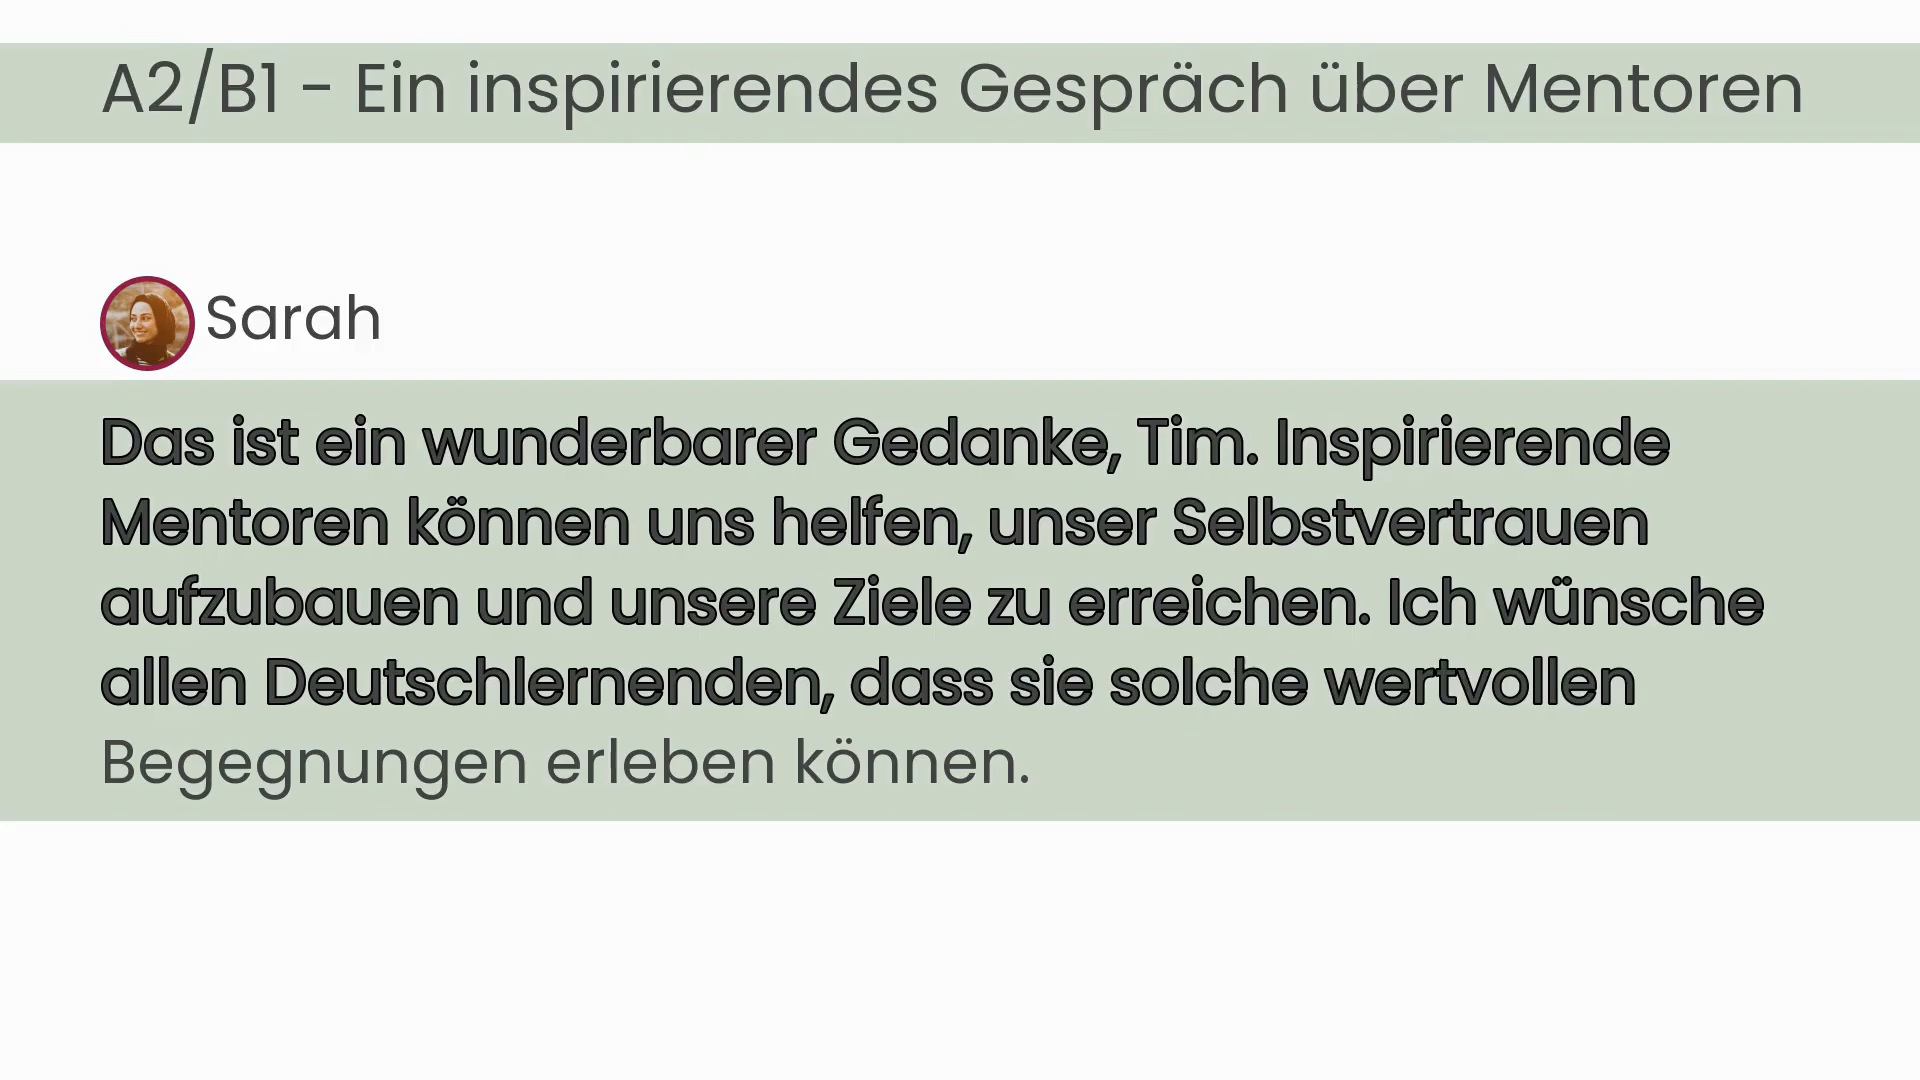 A2/B1 - Ein inspirierendes Gespräch über Mentoren
Sarah
Das ist ein wunderbarer Gedanke, Tim. Inspirierende
Mentoren können uns helfen, unser Selbstvertrauen
aufzubauen und unsere Ziele zu erreichen. Ich wünsche
allen Deutschlernenden, dass sie solche wertvollen
Begegnungen erleben können.